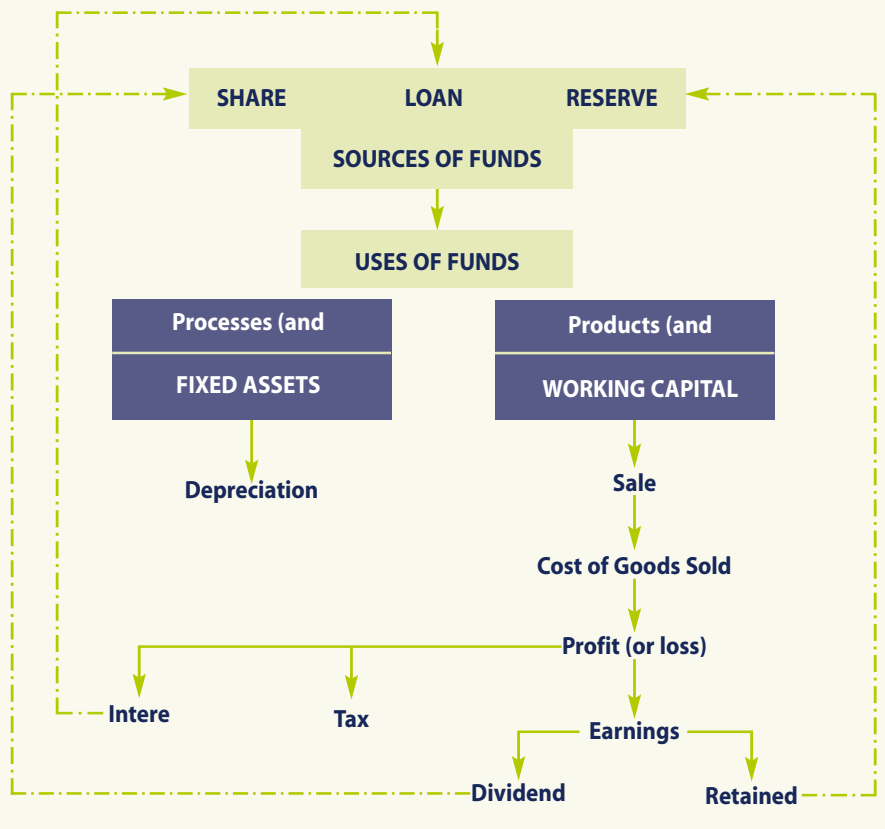 SHARE LOAN RESERVE
SOURCES OF FUNDS
USES OF FUNDS
Processes (and
FIXED ASSETS
Products (and
WORKING CAPITAL
Depreciation
Sale
Cost of Goods Sold
Profit (or loss)
Intere
Tax
Earnings
Dividend
Retained